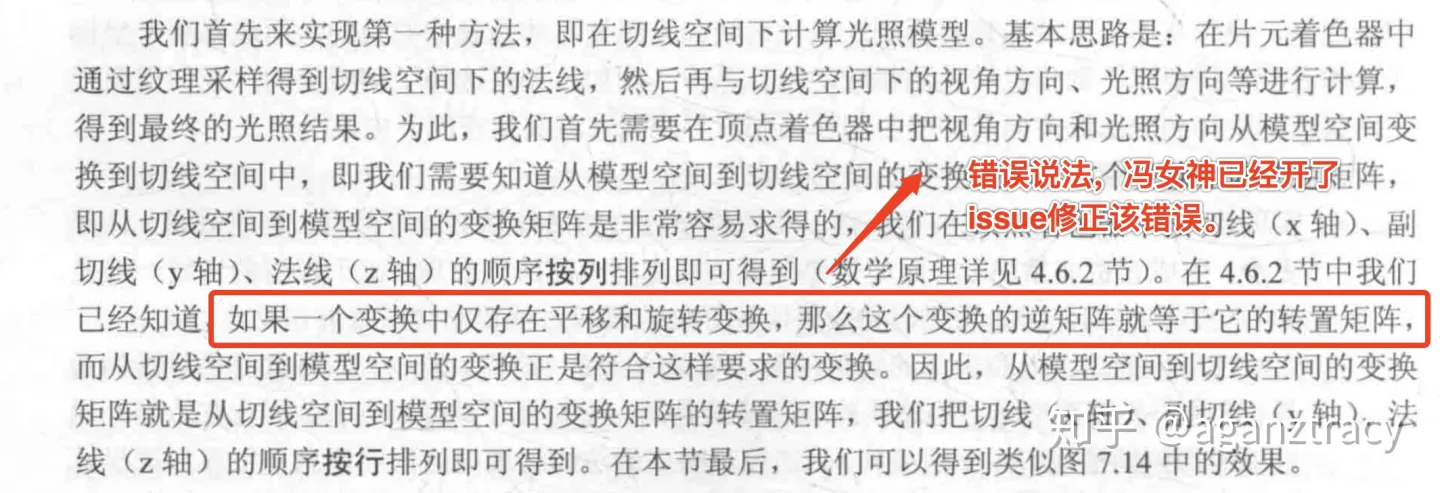 我们首先来实现第一种方法，即在切线空间下计算光照模型。基本思路是：在片元着色器中
通过纹理采样得到切线空间下的法线，然后再与切线空间下的视角方向、光照方向等进行计算，
得到最终的光照结果。为此，我们首先需要在顶点着色器中把视角方向和光照方向从模型空间变
换到切线空间中，即我们需要知道从模型空间到切线空间的变换矩阵，
错误说法，冯女神已经开了
issue修正该错误。
即从切线空间到模型空间的变换矩阵是非常容易求得的，我们在切线（x 轴）、副
切线（y 轴）、法线（z 轴）的顺序按列排列即可得到（数学原理详见 4.6.2 节）。在 4.6.2 节中我们
已经知道，如果一个变换中仅存在平移和旋转变换，那么这个变换的逆矩阵就等于它的转置矩阵，
而从切线空间到模型空间的变换正是符合这样要求的变换。因此，从模型空间到切线空间的变换
矩阵就是从切线空间到模型空间的变换矩阵的转置矩阵，我们把切线（x 轴）、副切线（y 轴）、法
线（z 轴）的顺序按行排列即可得到。在本节最后，我们可以得到类似图 7.14 中的效果。
知乎 @aganztracy